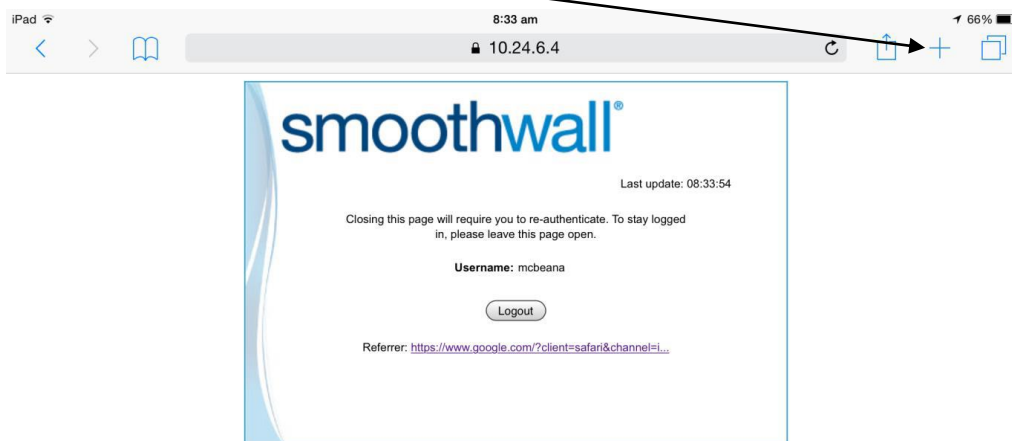 iPad 8:33 am 66%
10.24.6.4
smoothwall®
Last update: 08:33:54
Closing this page will require you to re-authenticate. To stay logged
in, please leave this page open.
Username: mcbeana
Logout
Referrer: https://www.google.com/?client=safari&channel=i...